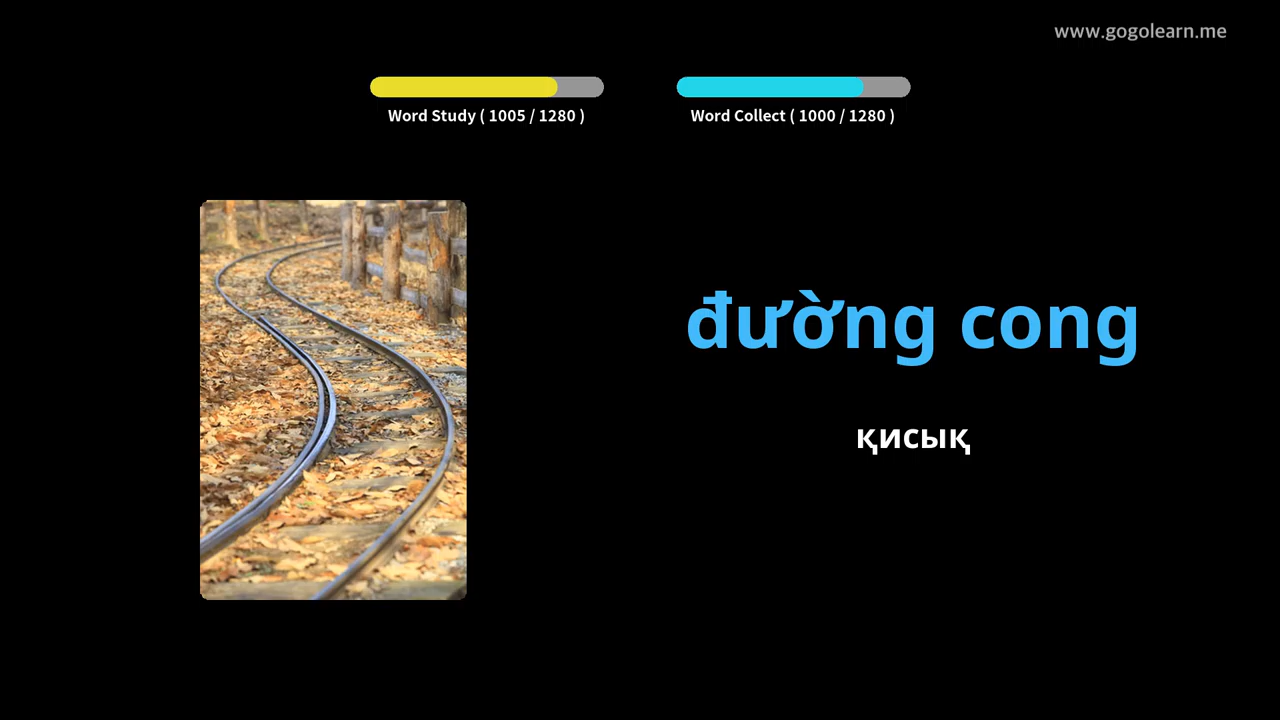 www.gogolearn.me
Word Study ( 1005 / 1280 )
Word Collect ( 1000 / 1280 )
đường cong
қисық